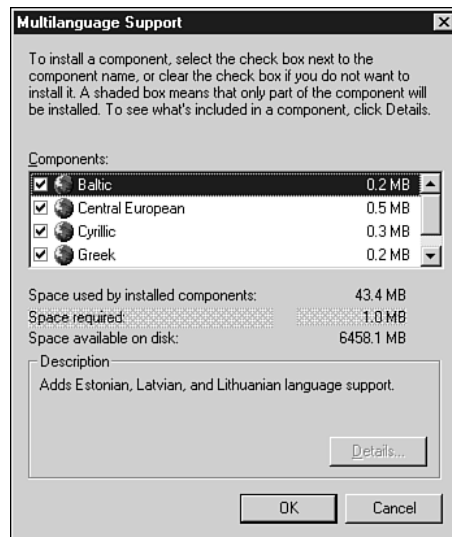 Multilanguage Support
To install a component, select the check box next to the
component name, or clear the check box if you do not want to
install it. A shaded box means that only part of the component will
be installed. To see what's included in a component, click Details.
Components:
Baltic 0.2 MB
Central European 0.5 MB
Cyrillic 0.3 MB
Greek 0.2 MB
Space used by installed components: 43.4 MB
Space required: 1.0 MB
Space available on disk: 6458.1 MB
Description
Adds Estonian, Latvian, and Lithuanian language support.
Details...
OK Cancel